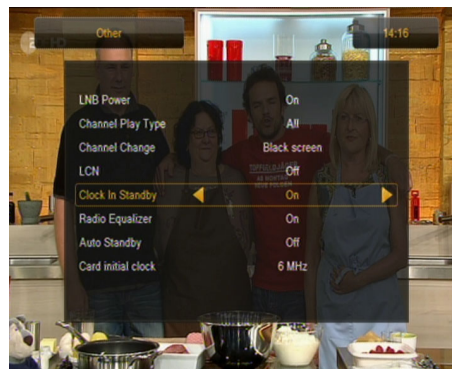 Other
14:16
LNB Power On
Channel Play Type All
Channel Change Black screen
LCN Off
Clock In Standby On
Radio Equalizer On
Auto Standby Off
Card initial clock 6 MHz